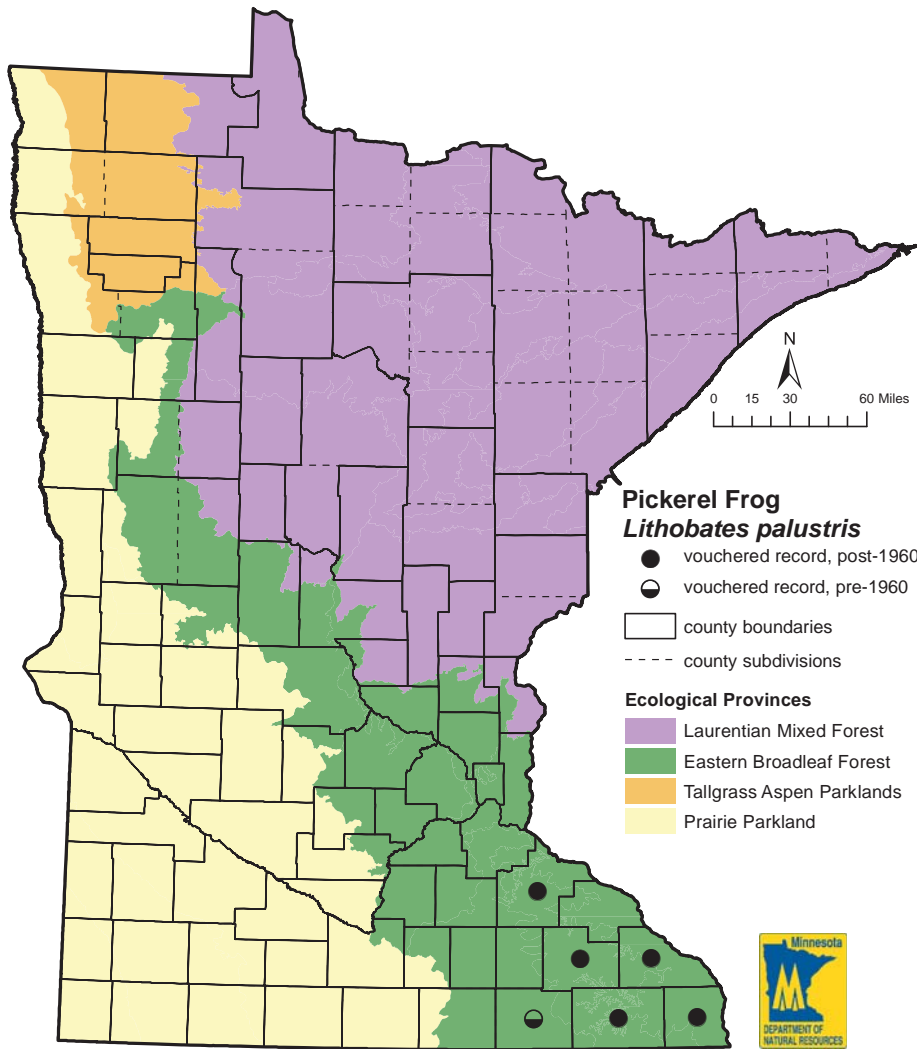 N
0 15 30 60 Miles
Pickerel Frog
Lithobates palustris
vouchered record, post-1960
vouchered record, pre-1960
county boundaries
county subdivisions
Ecological Provinces
Laurentian Mixed Forest
Eastern Broadleaf Forest
Tallgrass Aspen Parklands
Prairie Parkland
Minnesota
M
DEPARTMENT OF
NATURAL RESOURCES